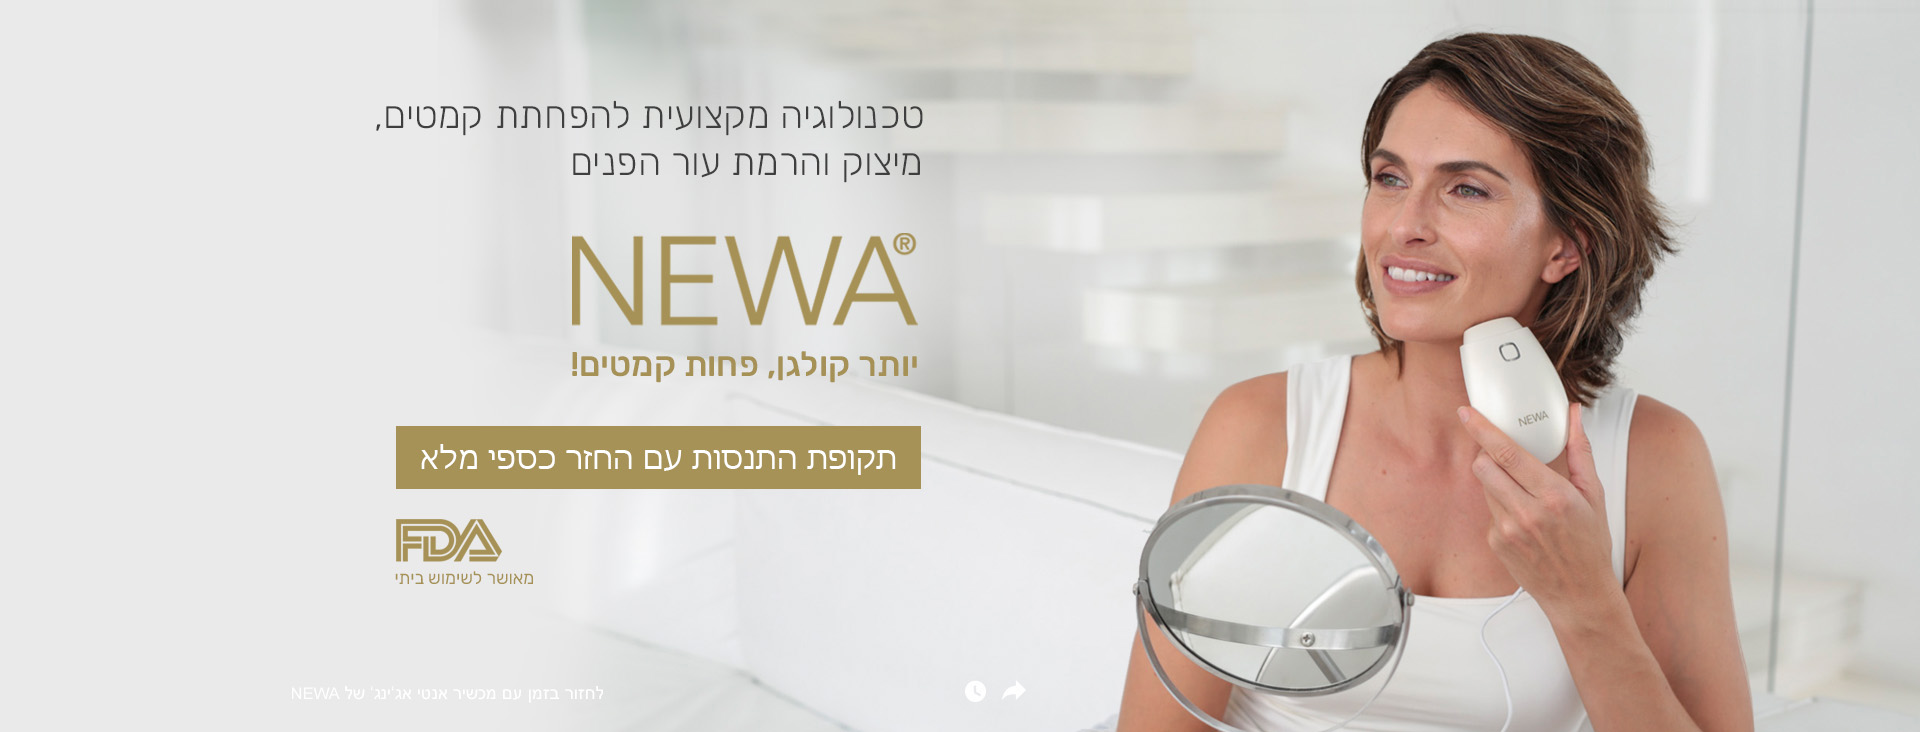 טכנולוגיה מקצועית להפחתת קמטים,
מיצוק והרמת עור הפנים
NEWA®
יותר קולגן, פחות קמטים!
תקופת התנסות עם החזר כספי מלא
FDA
מאושר לשימוש ביתי
לחזור בזמן עם מכשיר אנטי אג'ינג' של NEWA
NEWA